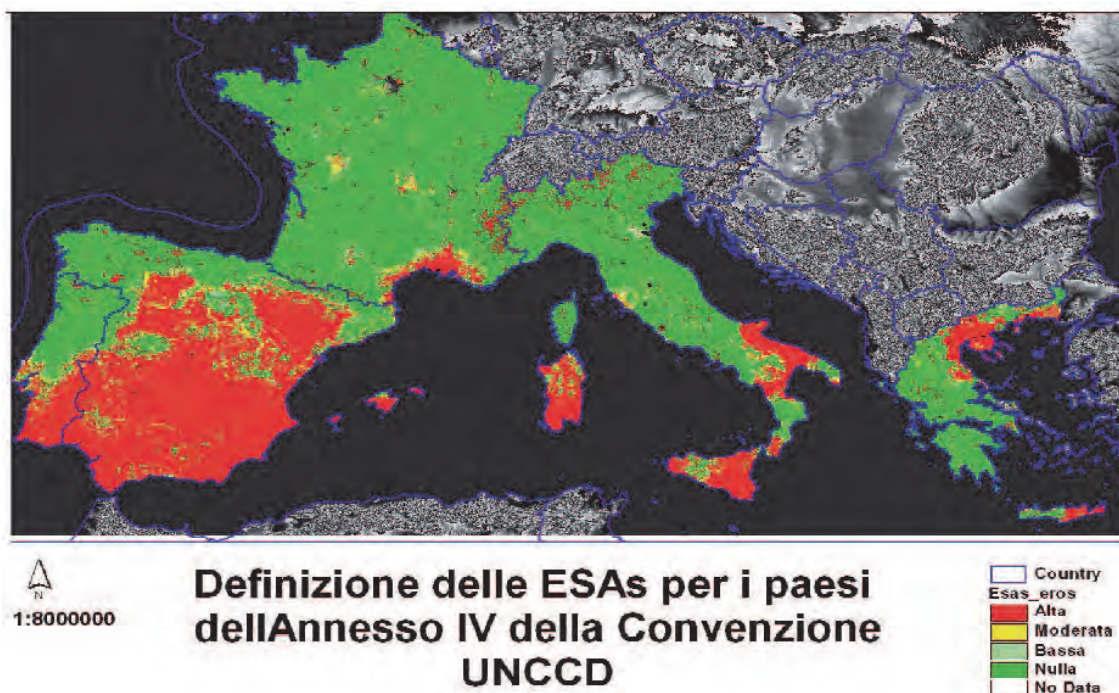 N
1:8000000
Definizione delle ESAs per i paesi
dellAnnesso IV della Convenzione
UNCCD
Country
Esas_eros
Alta
Moderata
Bassa
Nulla
No Data